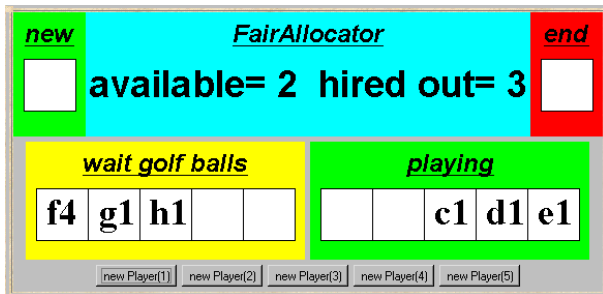 new FairAllocator end
available= 2 hired out= 3
wait golf balls playing
f4 g1 h1 c1 d1 e1
new Player(1) new Player(2) new Player(3) new Player(4) new Player(5)